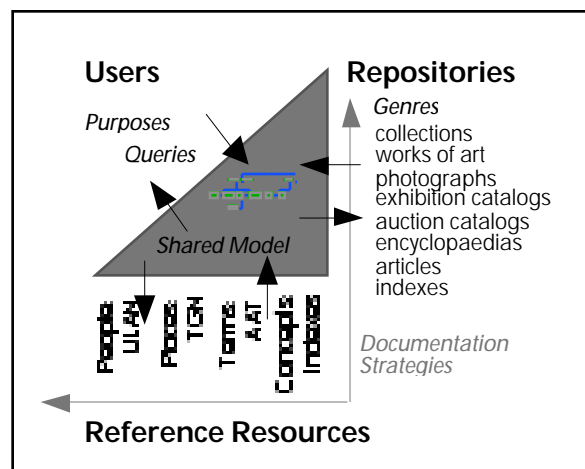 Users
Repositories
Purposes
Queries
Genres
collections
works of art
photographs
exhibition catalogs
auction catalogs
encyclopaedias
articles
indexes
Shared Model
People
ULAN
Places
TGN
Terms
AAT
Concepts
Indexes
Documentation
Strategies
Reference Resources